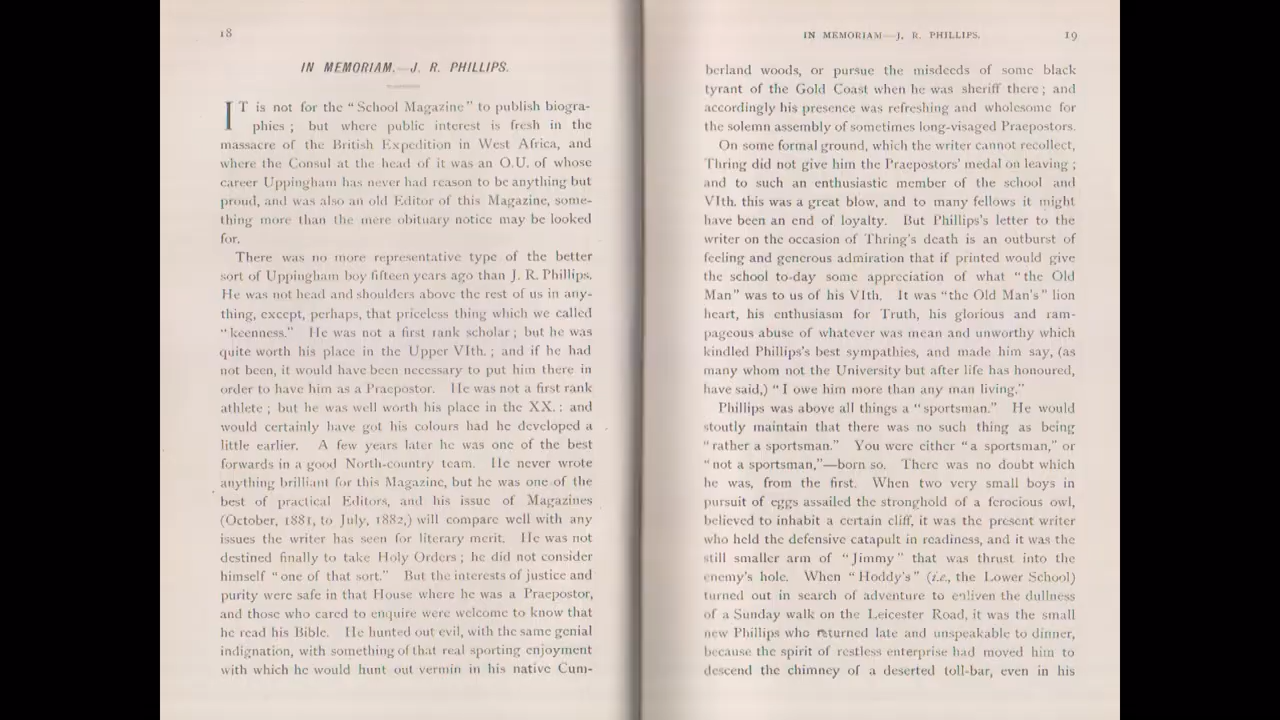 18
IN MEMORIAM.—J. R. PHILLIPS.
IT is not for the “School Magazine” to publish biogra-
phies; but where public interest is fresh in the
massacre of the British Expedition in West Africa, and
where the Consul at the head of it was an O.U. of whose
career Uppingham has never had reason to be anything but
proud, and was also an old Editor of this Magazine, some-
thing more than the mere obituary notice may be looked
for.
There was no more representative type of the better
sort of Uppingham boy fifteen years ago than J. R. Phillips.
He was not head and shoulders above the rest of us in any-
thing, except, perhaps, that priceless thing which we called
“keenness.” He was not a first rank scholar; but he was
quite worth his place in the Upper VIth.; and if he had
not been, it would have been necessary to put him there in
order to have him as a Praepostor. He was not a first rank
athlete; but he was well worth his place in the XX.: and
would certainly have got his colours had he developed a
little earlier. A few years later he was one of the best
forwards in a good North-country team. He never wrote
anything brilliant for this Magazine, but he was one of the
best of practical Editors, and his issue of Magazines
(October, 1881, to July, 1882,) will compare well with any
issues the writer has seen for literary merit. He was not
destined finally to take Holy Orders; he did not consider
himself “one of that sort.” But the interests of justice and
purity were safe in that House where he was a Praepostor,
and those who cared to enquire were welcome to know that
he read his Bible. He hunted out evil, with the same genial
indignation, with something of that real sporting enjoyment
with which he would hunt out vermin in his native Cum-
IN MEMORIAM—J. R. PHILLIPS. 19
berland woods, or pursue the misdeeds of some black
tyrant of the Gold Coast when he was sheriff there; and
accordingly his presence was refreshing and wholesome for
the solemn assembly of sometimes long-visaged Praepostors.
On some formal ground, which the writer cannot recollect,
Thring did not give him the Praepostors’ medal on leaving;
and to such an enthusiastic member of the school and
VIth. this was a great blow, and to many fellows it might
have been an end of loyalty. But Phillips’s letter to the
writer on the occasion of Thring’s death is an outburst of
feeling and generous admiration that if printed would give
the school to-day some appreciation of what “the Old
Man” was to us of his VIth. It was “the Old Man’s” lion
heart, his enthusiasm for Truth, his glorious and ram-
pageous abuse of whatever was mean and unworthy which
kindled Phillips’s best sympathies, and made him say, (as
many whom not the University but after life has honoured,
have said,) “I owe him more than any man living.”
Phillips was above all things a “sportsman.” He would
stoutly maintain that there was no such thing as being
“rather a sportsman.” You were either “a sportsman,” or
“not a sportsman,”—born so. There was no doubt which
he was, from the first. When two very small boys in
pursuit of eggs assailed the stronghold of a ferocious owl,
believed to inhabit a certain cliff, it was the present writer
who held the defensive catapult in readiness, and it was the
still smaller arm of “Jimmy” that was thrust into the
enemy’s hole. When “Hoddy’s” (i.e., the Lower School)
turned out in search of adventure to enliven the dullness
of a Sunday walk on the Leicester Road, it was the small
new Phillips who returned late and unspeakable to dinner,
because the spirit of restless enterprise had moved him to
descend the chimney of a deserted toll-bar, even in his